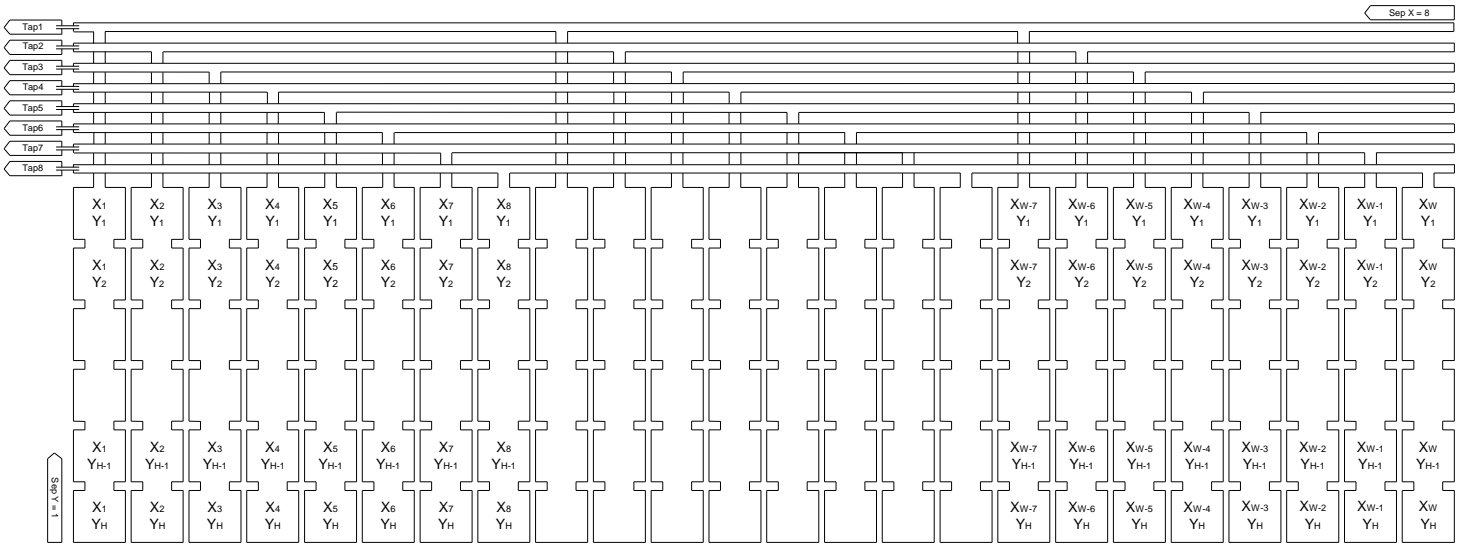 Sep X = 8
Tap1
Tap2
Tap3
Tap4
Tap5
Tap6
Tap7
Tap8
X1 X2 X3 X4 X5 X6 X7 X8 XW-7 XW-6 XW-5 XW-4 XW-3 XW-2 XW-1 XW
Y1 Y1 Y1 Y1 Y1 Y1 Y1 Y1 Y1 Y1 Y1 Y1 Y1 Y1 Y1 Y1
X1 X2 X3 X4 X5 X6 X7 X8 XW-7 XW-6 XW-5 XW-4 XW-3 XW-2 XW-1 XW
Y2 Y2 Y2 Y2 Y2 Y2 Y2 Y2 Y2 Y2 Y2 Y2 Y2 Y2 Y2 Y2
X1 X2 X3 X4 X5 X6 X7 X8 XW-7 XW-6 XW-5 XW-4 XW-3 XW-2 XW-1 XW
YH-1 YH-1 YH-1 YH-1 YH-1 YH-1 YH-1 YH-1 YH-1 YH-1 YH-1 YH-1 YH-1 YH-1 YH-1 YH-1
Sep Y = 1
X1 X2 X3 X4 X5 X6 X7 X8 XW-7 XW-6 XW-5 XW-4 XW-3 XW-2 XW-1 XW
YH YH YH YH YH YH YH YH YH YH YH YH YH YH YH YH